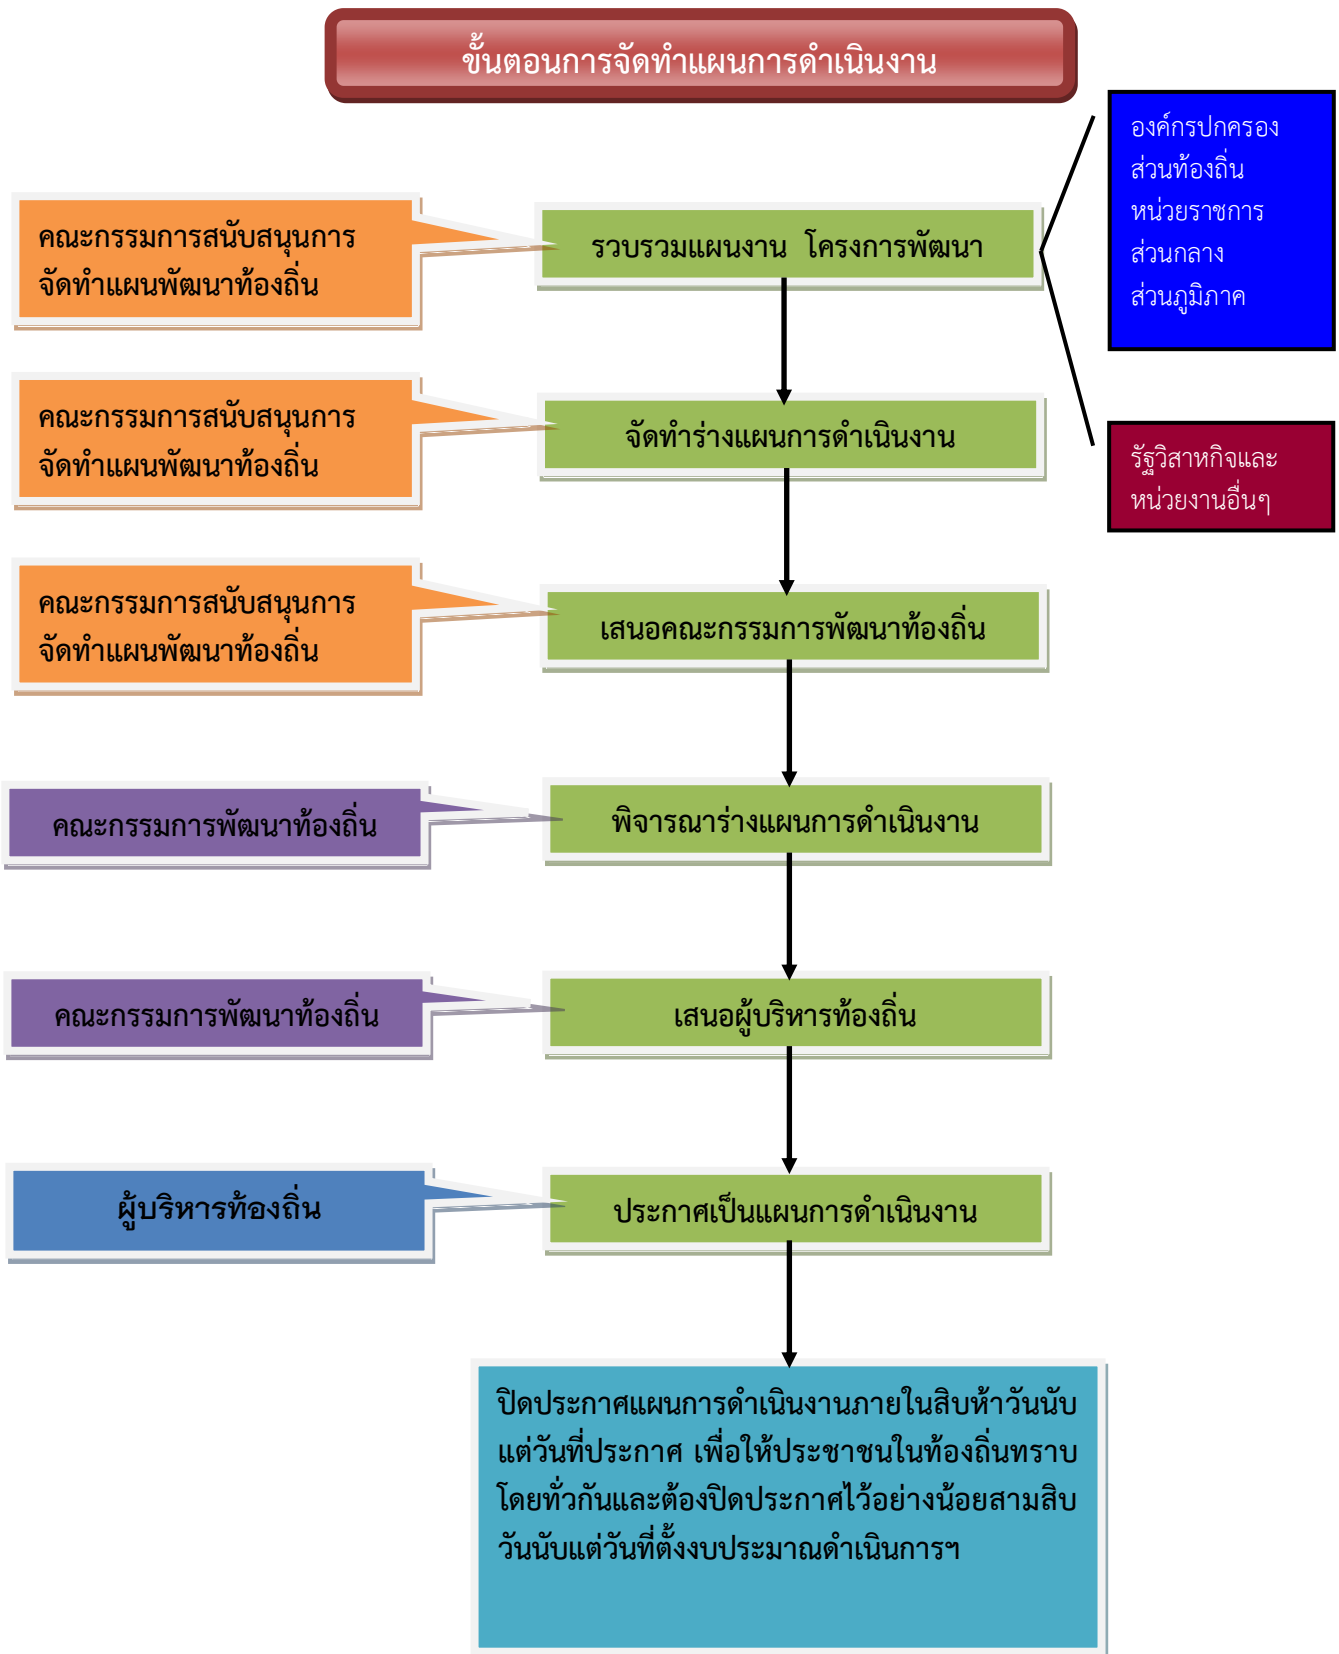 ขั้นตอนการจัดทำแผนการดำเนินงาน
องค์กรปกครอง
ส่วนท้องถิ่น
หน่วยราชการ
ส่วนกลาง
ส่วนภูมิภาค
คณะกรรมการสนับสนุนการ
จัดทำแผนพัฒนาท้องถิ่น
รวบรวมแผนงาน โครงการพัฒนา
คณะกรรมการสนับสนุนการ
จัดทำแผนพัฒนาท้องถิ่น
จัดทำร่างแผนการดำเนินงาน
รัฐวิสาหกิจและ
หน่วยงานอื่นๆ
คณะกรรมการสนับสนุนการ
จัดทำแผนพัฒนาท้องถิ่น
เสนอคณะกรรมการพัฒนาท้องถิ่น
คณะกรรมการพัฒนาท้องถิ่น
พิจารณาร่างแผนการดำเนินงาน
คณะกรรมการพัฒนาท้องถิ่น
เสนอผู้บริหารท้องถิ่น
ผู้บริหารท้องถิ่น
ประกาศเป็นแผนการดำเนินงาน
ปิดประกาศแผนการดำเนินงานภายในสิบห้าวันนับ
แต่วันที่ประกาศ เพื่อให้ประชาชนในท้องถิ่นทราบ
โดยทั่วกันและต้องปิดประกาศไว้อย่างน้อยสามสิบ
วันนับแต่วันที่ตั้งงบประมาณดำเนินการฯ